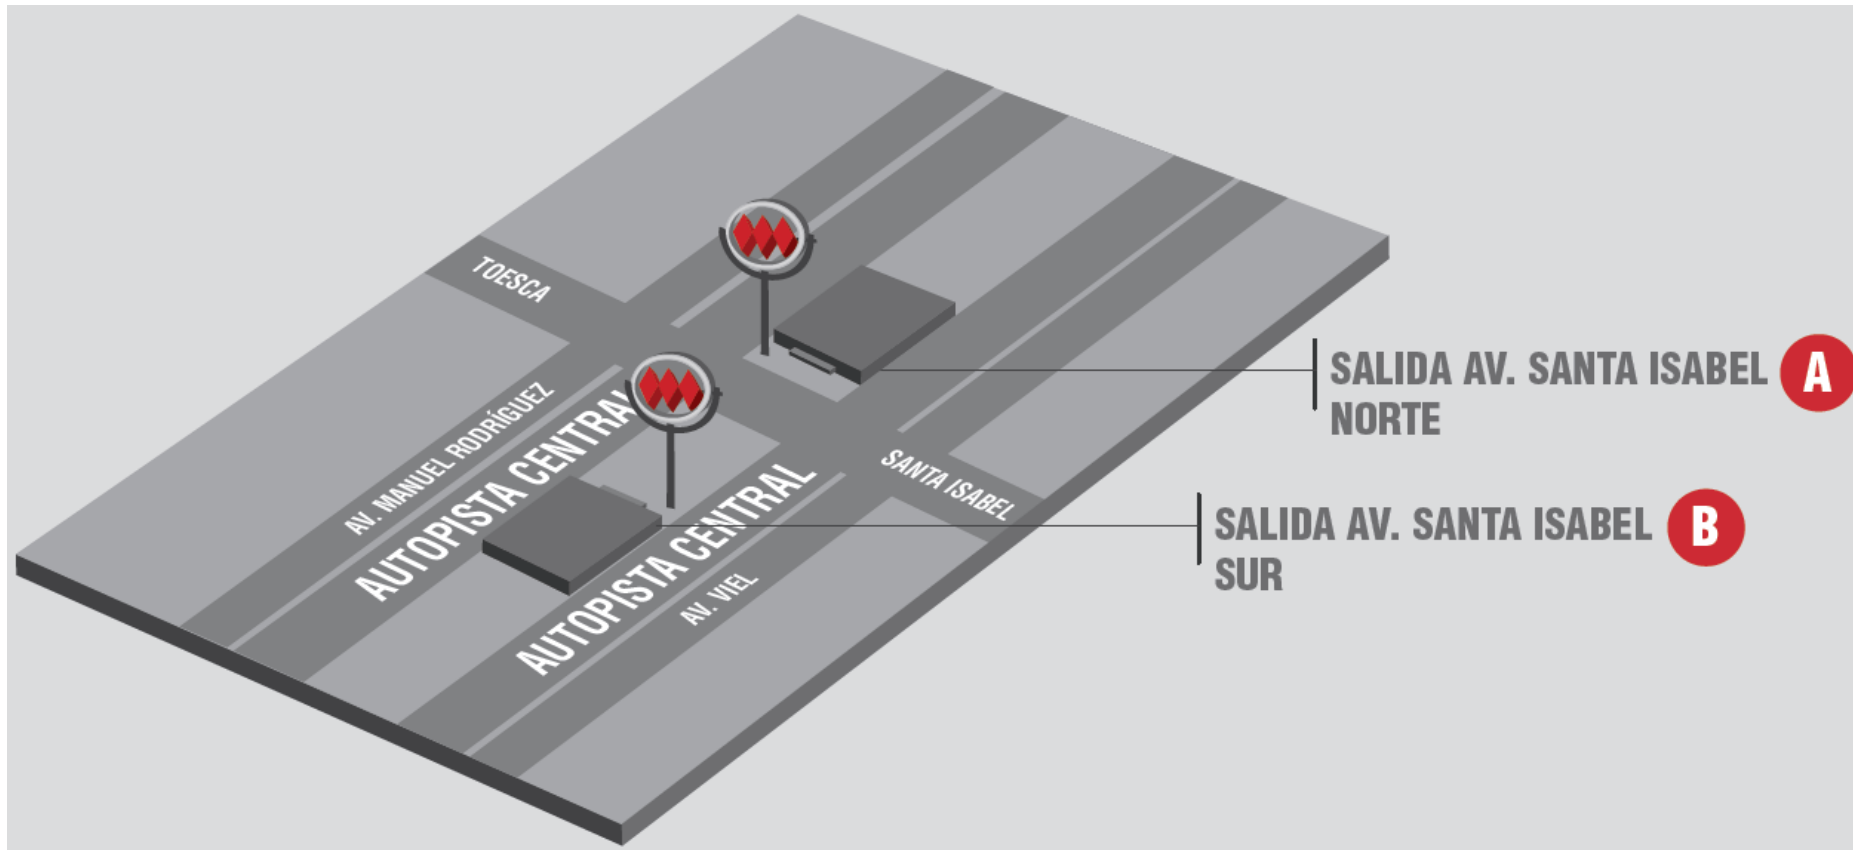 TOESCA
AV. MANUEL RODRÍGUEZ
AUTOPISTA CENTRAL
AUTOPISTA CENTRAL
AV. VIEL
SANTA ISABEL
SALIDA AV. SANTA ISABEL A
NORTE
SALIDA AV. SANTA ISABEL B
SUR